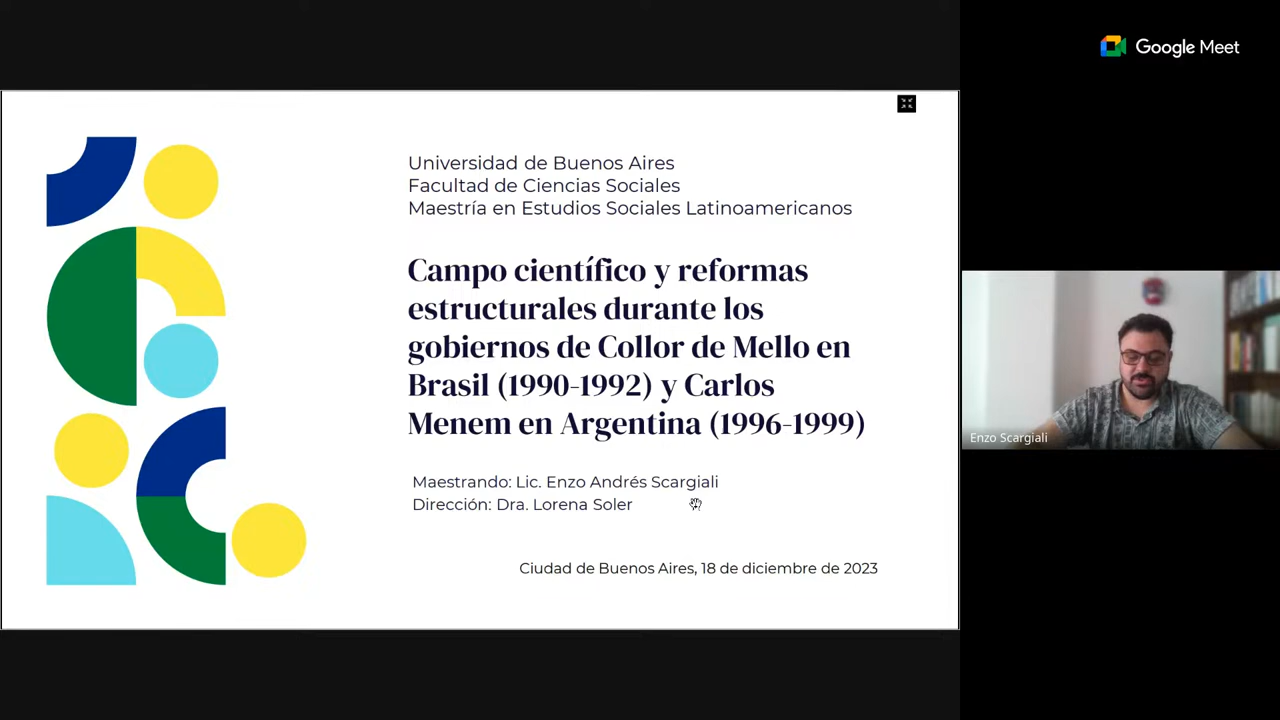 Google Meet
Universidad de Buenos Aires
Facultad de Ciencias Sociales
Maestría en Estudios Sociales Latinoamericanos
Campo científico y reformas
estructurales durante los
gobiernos de Collor de Mello en
Brasil (1990-1992) y Carlos
Menem en Argentina (1996-1999)
Maestrando: Lic. Enzo Andrés Scargiali
Dirección: Dra. Lorena Soler
Ciudad de Buenos Aires, 18 de diciembre de 2023
Enzo Scargiali